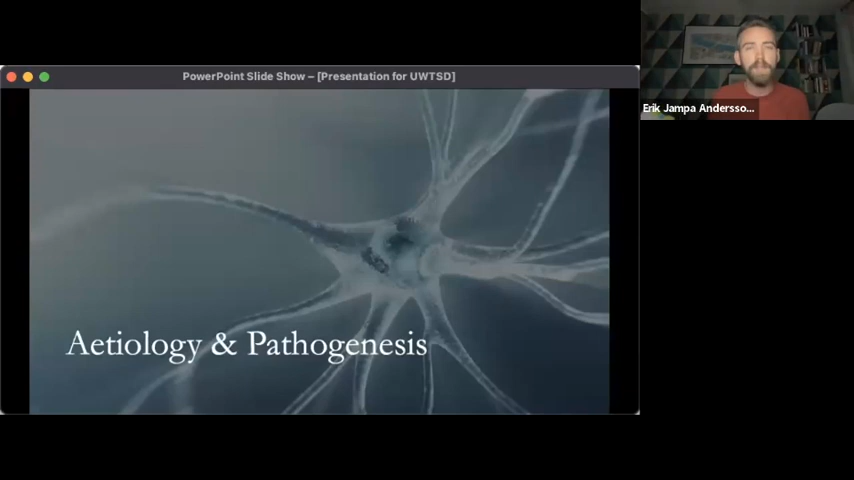 PowerPoint Slide Show – [Presentation for UWTSD]
Erik Jampa Andersso...
Aetiology & Pathogenesis